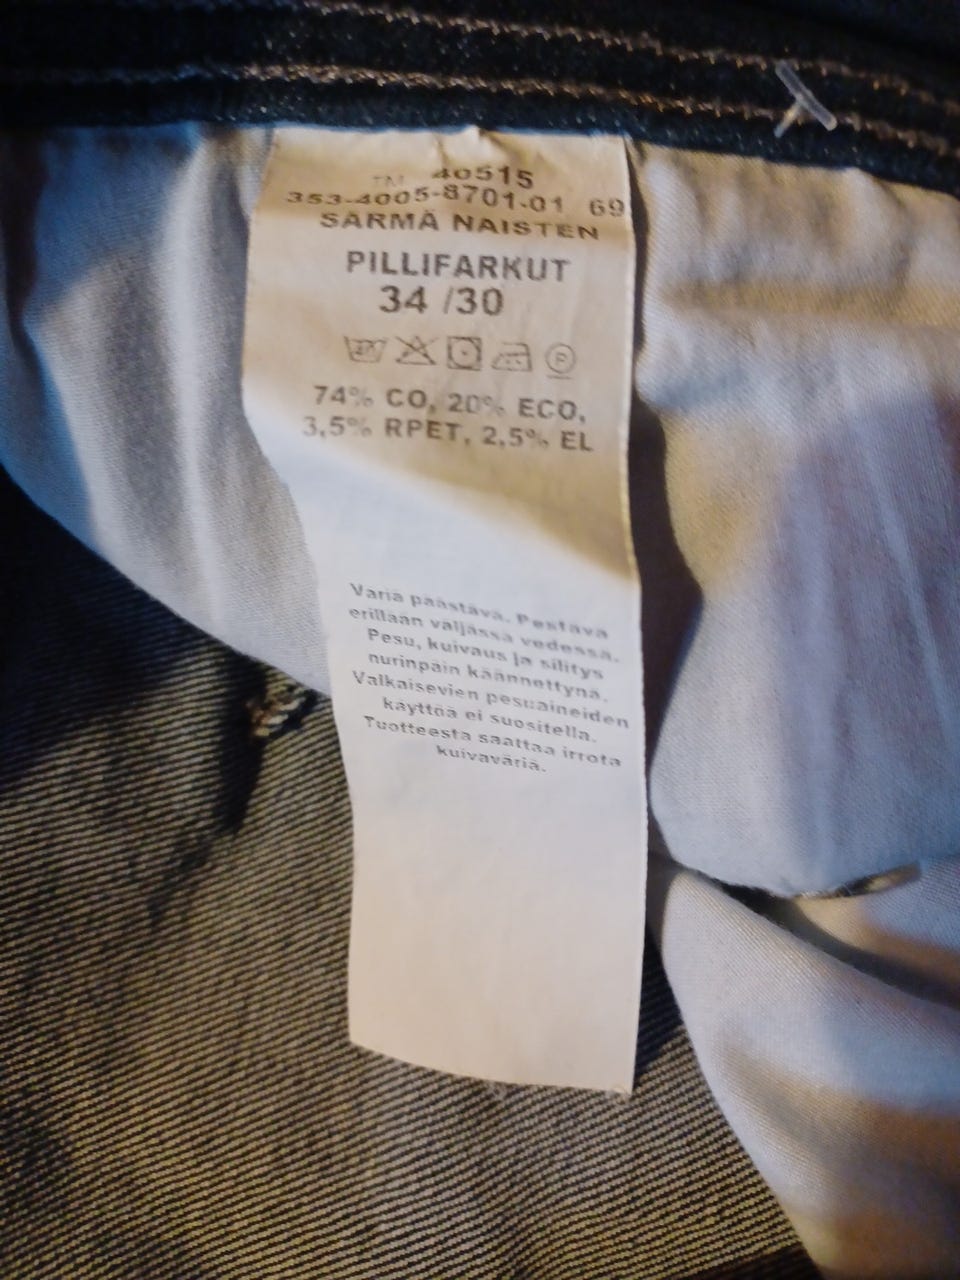 TM 40515
353-4005-8701-01 69
SÄRMÄ NAISTEN
PILLIFARKUT
34 /30
P
74% CO, 20% ECO,
3,5% RPET, 2,5% EL
Väriä päästävä. Pestävä
erillään väljässä vedessä.
Pesu, kuivaus ja silitys
nurinpäin käännettynä.
Valkaisevien pesuaineiden
käyttöä ei suositella.
Tuotteesta saattaa irrota
kuivaväriä.